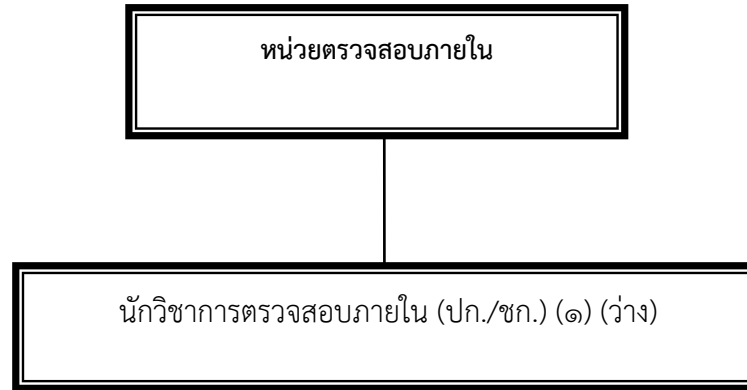 หน่วยตรวจสอบภายใน
นักวิชาการตรวจสอบภายใน (ปก./ชก.) (๑) (ว่าง)